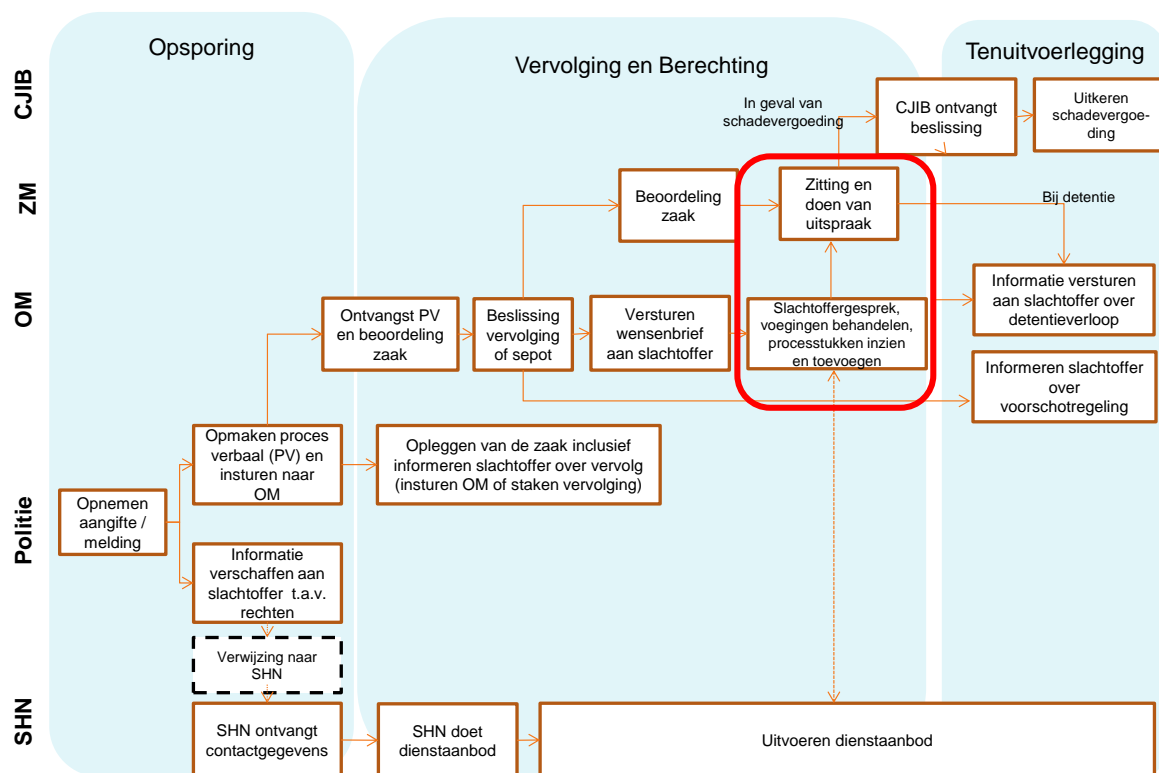 Opsporing
Vervolging en Berechting
Tenuitvoerlegging
CJIB
In geval van
schadevergoeding
CJIB ontvangt
beslissing
Uitkeren
schadevergoe-
ding
ZM
Beoordeling
zaak
Zitting en
doen van
uitspraak
Bij detentie
OM
Ontvangst PV
en beoordeling
zaak
Beslissing
vervolging
of sepot
Versturen
wensenbrief
aan slachtoffer
Slachtoffergesprek,
voegingen behandelen,
processtukken inzien
en toevoegen
Informatie versturen
aan slachtoffer over
detentieverloop
Informeren slachtoffer
over
voorschotregeling
Politie
Opnemen
aangifte /
melding
Opmaken proces
verbaal (PV) en
insturen naar
OM
Opleggen van de zaak inclusief
informeren slachtoffer over vervolg
(insturen OM of staken vervolging)
Informatie
verschaffen aan
slachtoffer t.a.v.
rechten
Verwijzing naar
SHN
SHN
SHN ontvangt
contactgegevens
SHN doet
dienstaanbod
Uitvoeren dienstaanbod